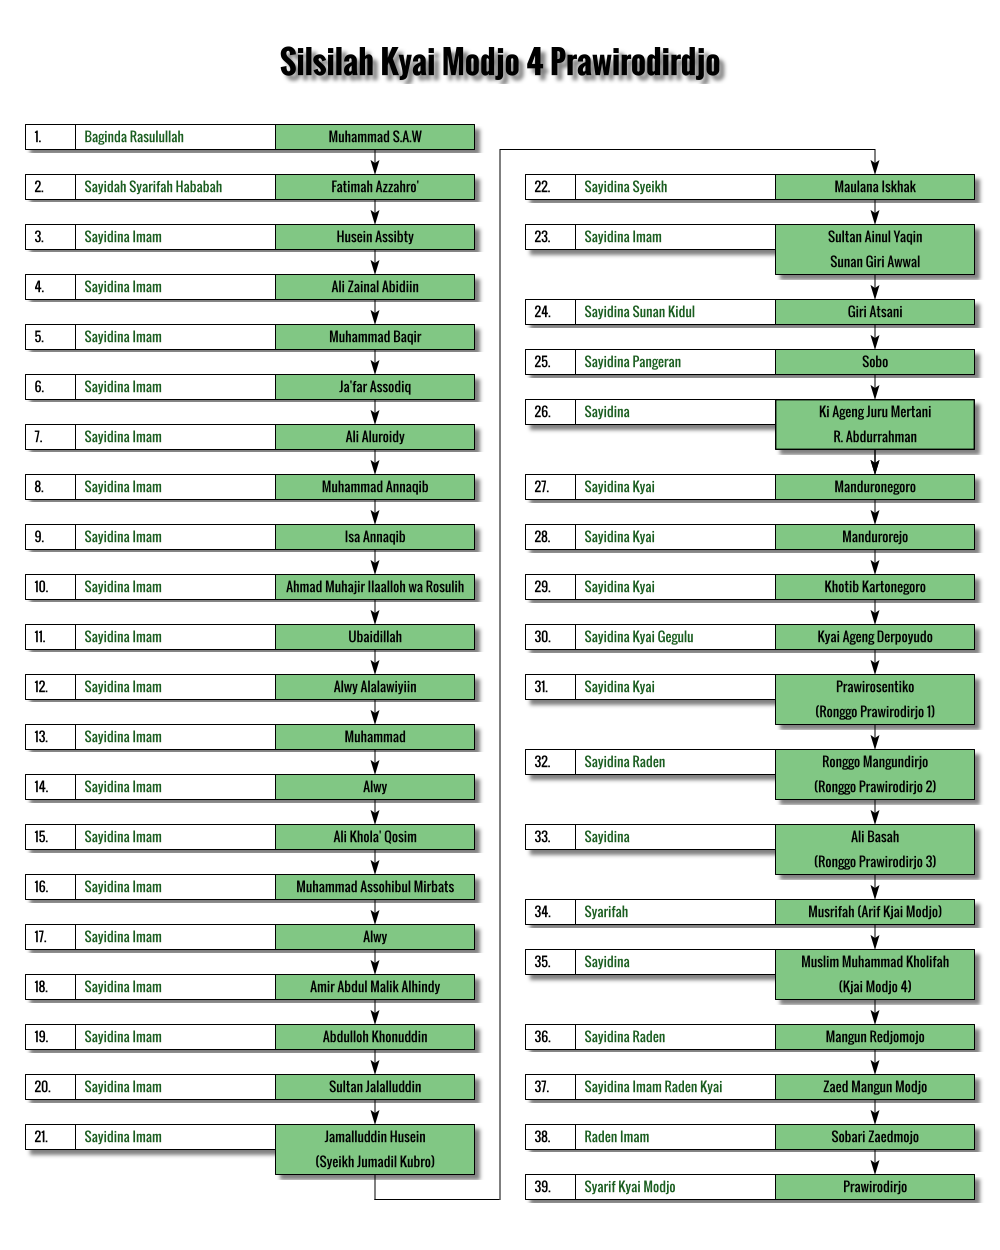 Silsilah Kyai Modjo 4 Prawirodirdjo
1. Baginda Rasulullah Muhammad S.A.W
2. Sayidah Syarifah Hababah Fatimah Azzahro'
3. Sayidina Imam Husein Assibty
4. Sayidina Imam Ali Zainal Abidiin
5. Sayidina Imam Muhammad Baqir
6. Sayidina Imam Ja'far Assodiq
7. Sayidina Imam Ali Aluroidy
8. Sayidina Imam Muhammad Annaqib
9. Sayidina Imam Isa Annaqib
10. Sayidina Imam Ahmad Muhajir Ilaalloh wa Rosulih
11. Sayidina Imam Ubaidillah
12. Sayidina Imam Alwy Alalawiyiin
13. Sayidina Imam Muhammad
14. Sayidina Imam Alwy
15. Sayidina Imam Ali Khola' Qosim
16. Sayidina Imam Muhammad Assohibul Mirbats
17. Sayidina Imam Alwy
18. Sayidina Imam Amir Abdul Malik Alhindy
19. Sayidina Imam Abdulloh Khonuddin
20. Sayidina Imam Sultan Jalalluddin
21. Sayidina Imam Jamalluddin Husein
(Syeikh Jumadil Kubro)
22. Sayidina Syeikh Maulana Iskhak
23. Sayidina Imam Sultan Ainul Yaqin
Sunan Giri Awwal
24. Sayidina Sunan Kidul Giri Atsani
25. Sayidina Pangeran Sobo
26. Sayidina Ki Ageng Juru Mertani
R. Abdurrahman
27. Sayidina Kyai Manduronegoro
28. Sayidina Kyai Mandurorejo
29. Sayidina Kyai Khotib Kartonegoro
30. Sayidina Kyai Gegulu Kyai Ageng Derpoyudo
31. Sayidina Kyai Prawirosentiko
(Ronggo Prawirodirjo 1)
32. Sayidina Raden Ronggo Mangundirjo
(Ronggo Prawirodirjo 2)
33. Sayidina Ali Basah
(Ronggo Prawirodirjo 3)
34. Syarifah Musrifah (Arif Kjai Modjo)
35. Sayidina Muslim Muhammad Kholifah
(Kjai Modjo 4)
36. Sayidina Raden Mangun Redjomojo
37. Sayidina Imam Raden Kyai Zaed Mangun Modjo
38. Raden Imam Sobari Zaedmojo
39. Syarif Kyai Modjo Prawirodirjo